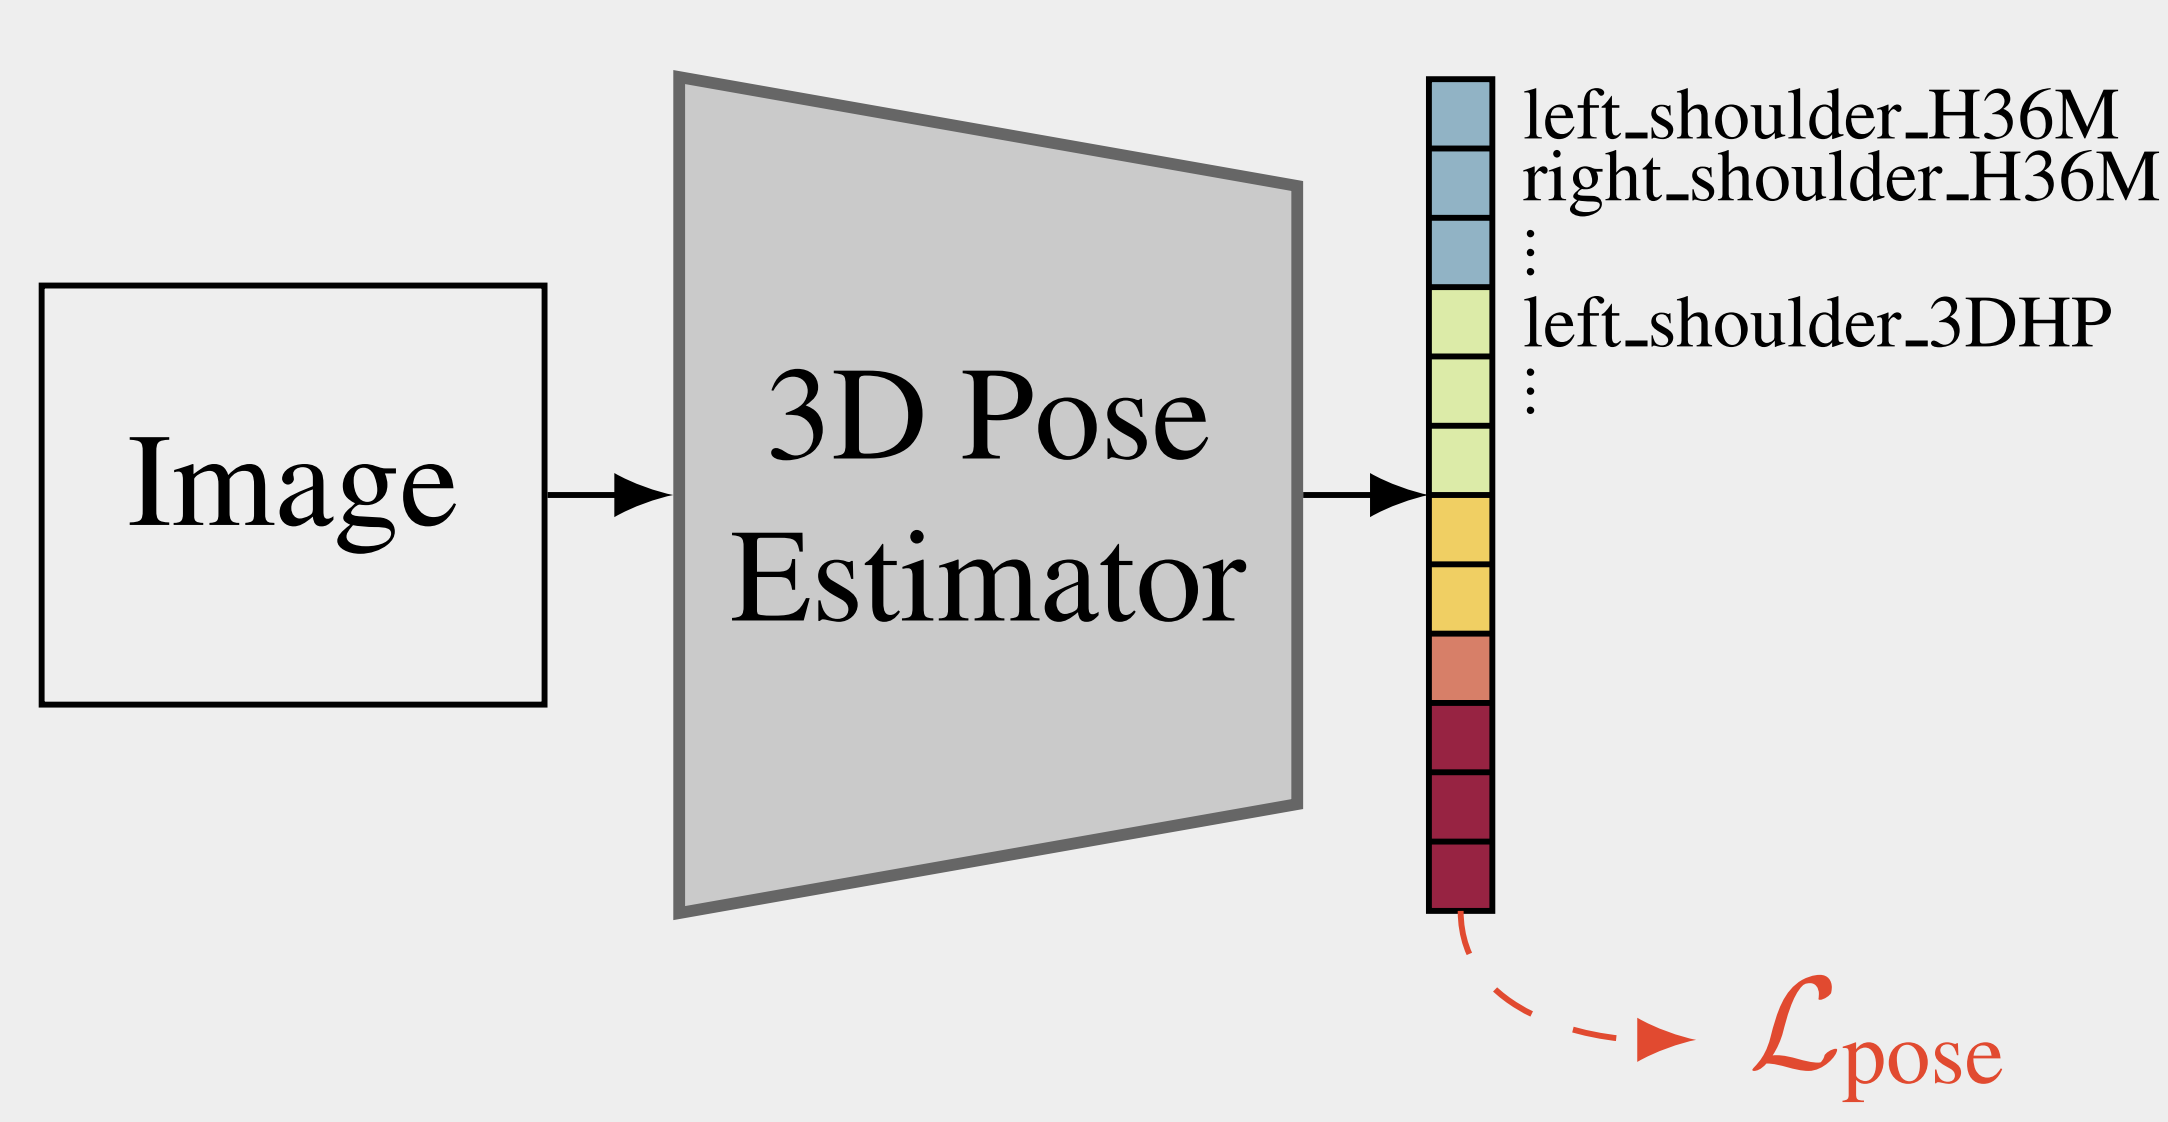 Image
3D Pose
Estimator
left_shoulder_H36M
right_shoulder_H36M
⋮
left_shoulder_3DHP
⋮
ℒpose